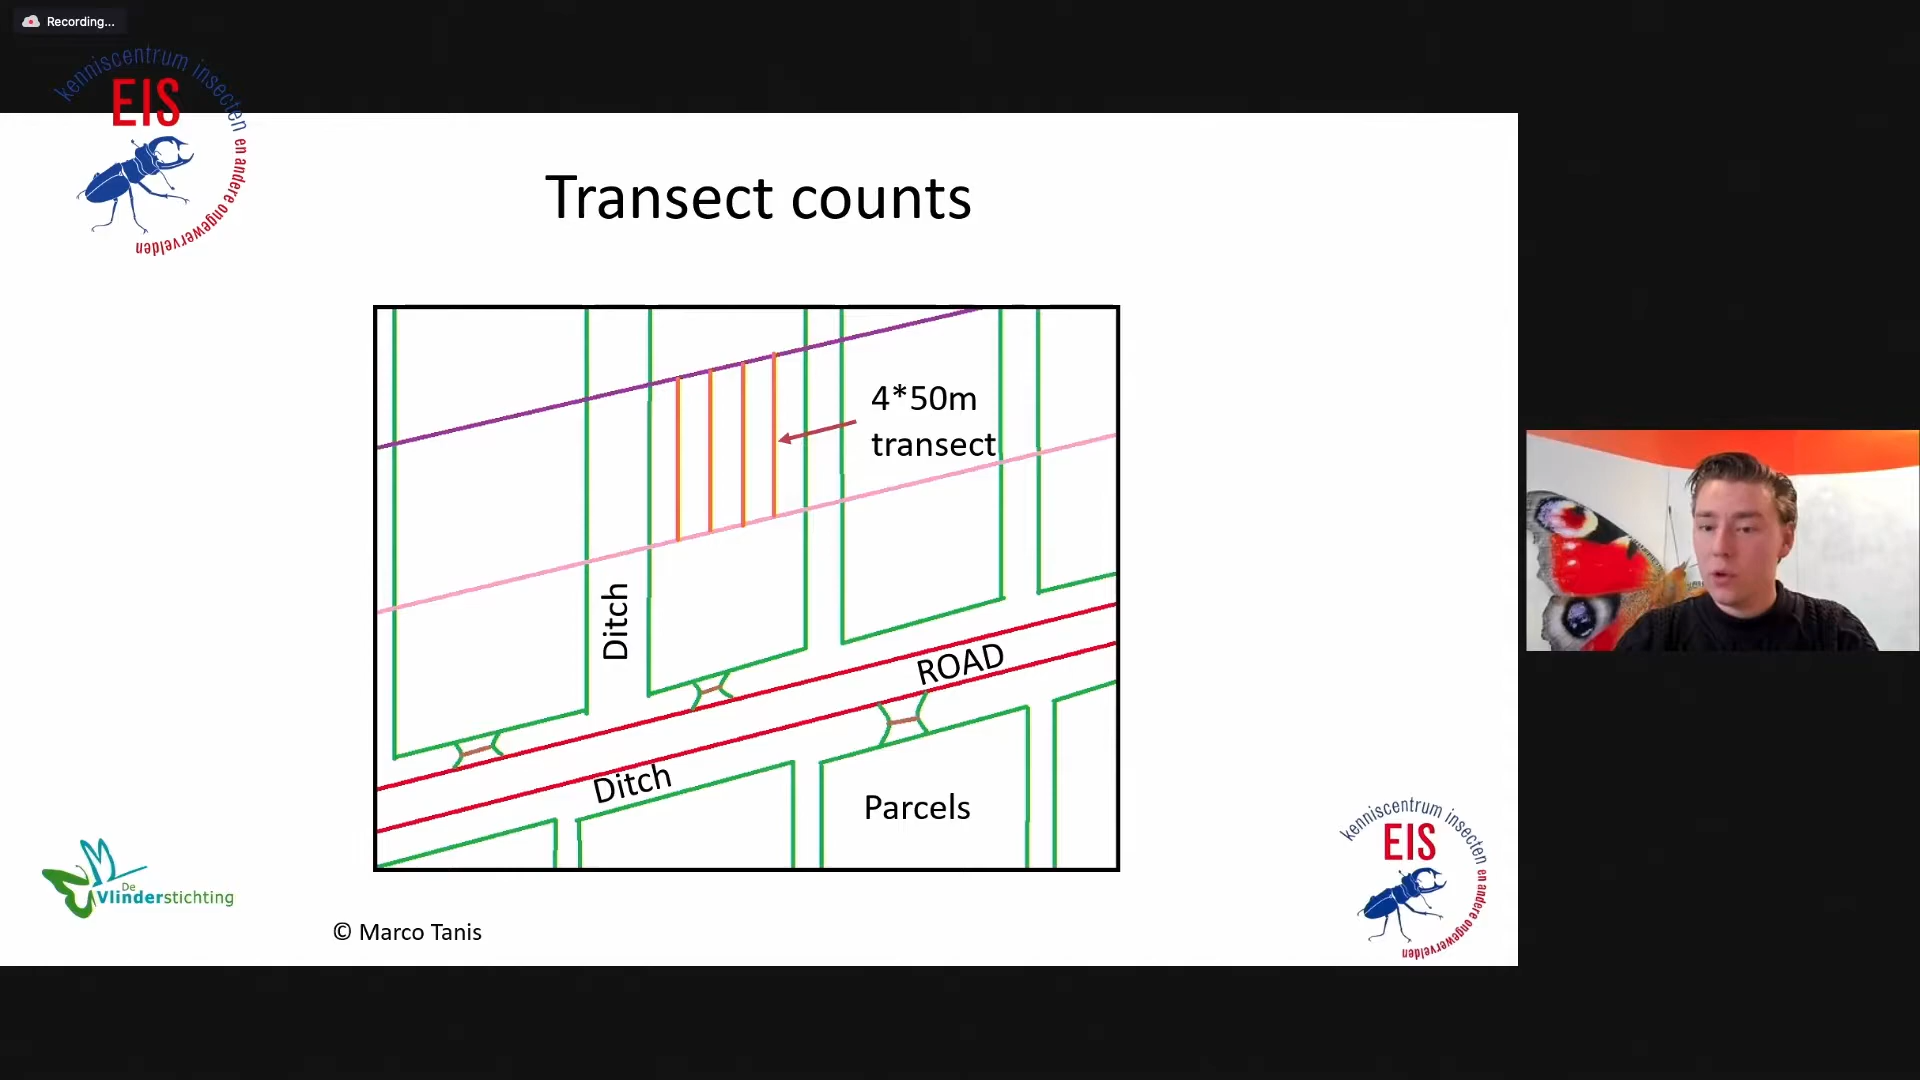 Recording...
kenniscentrum insecten en andere ongewervelden
EIS
Transect counts
4*50m
transect
Ditch
ROAD
Ditch
Parcels
De
Vlinderstichting
© Marco Tanis
kenniscentrum insecten en andere ongewervelden
EIS